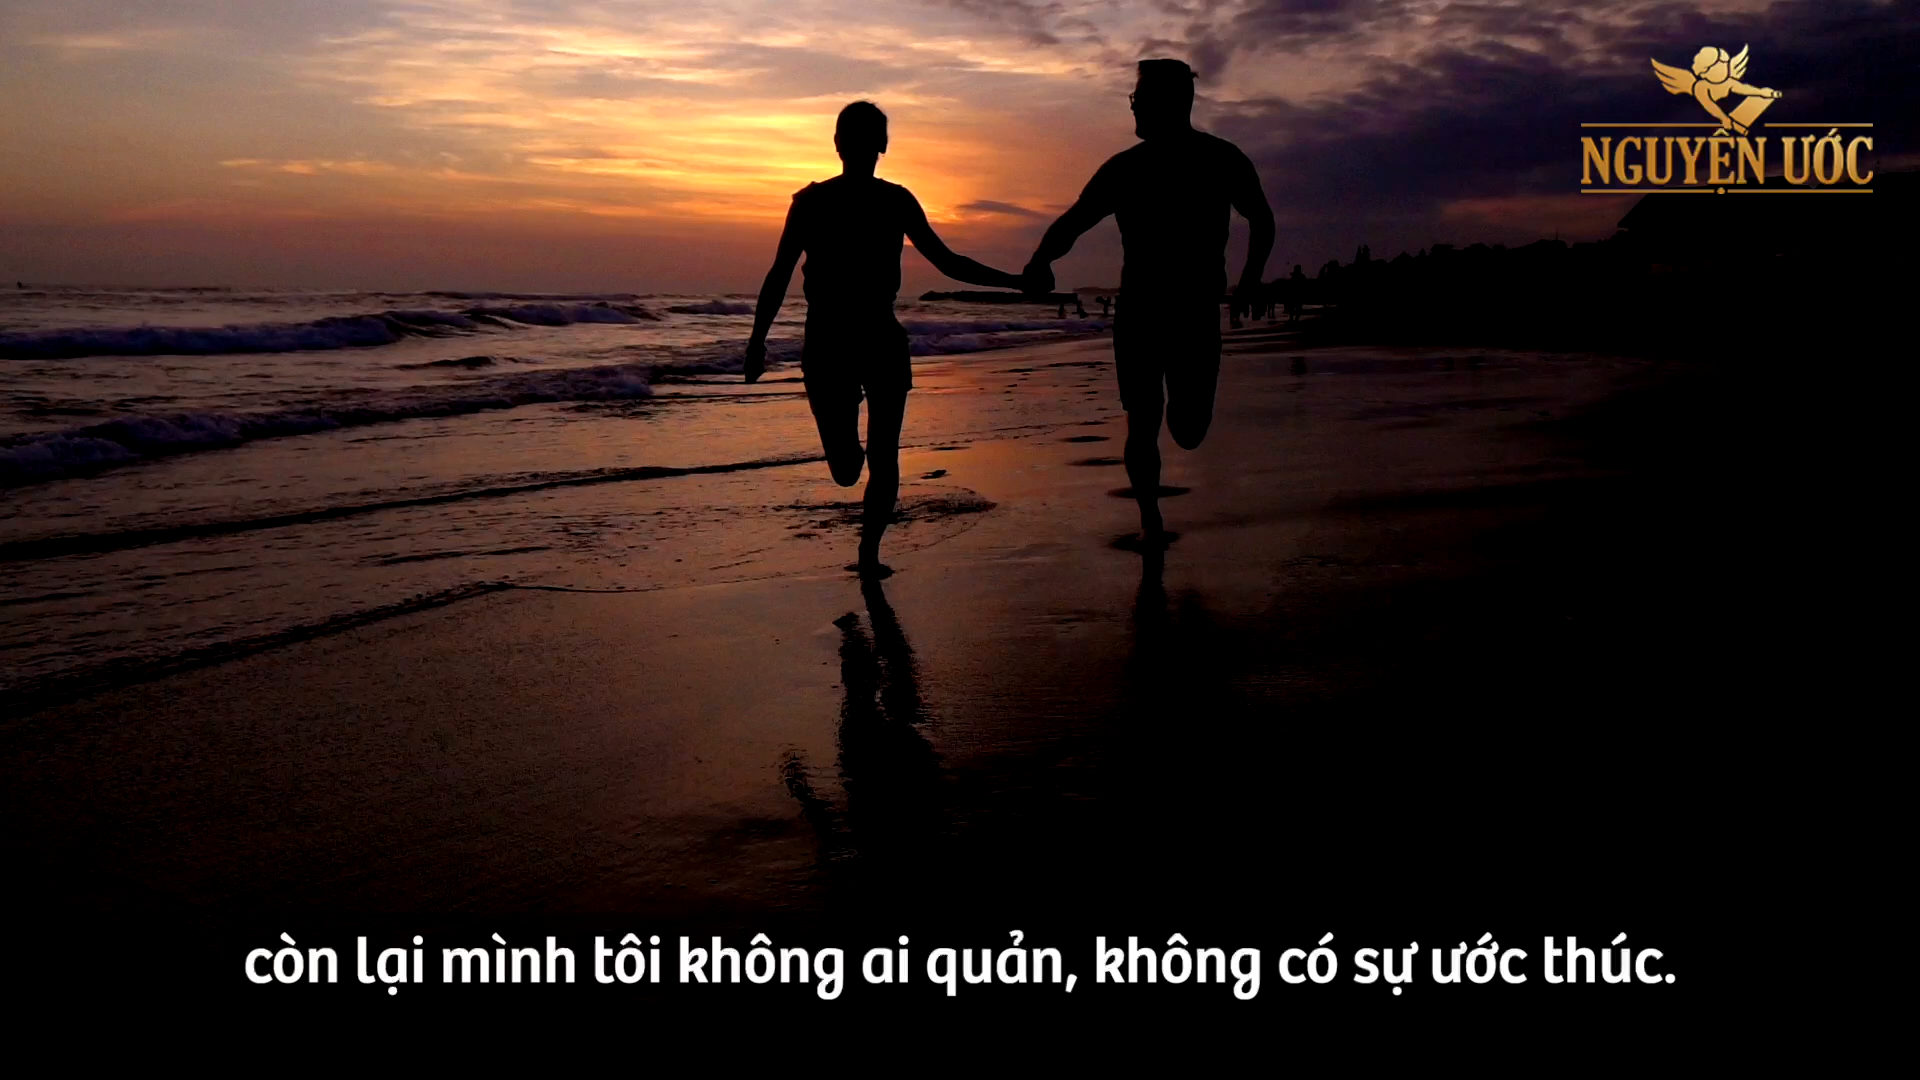 NGUYỆN ƯỚC
còn lại mình tôi không ai quản, không có sự ước thúc.